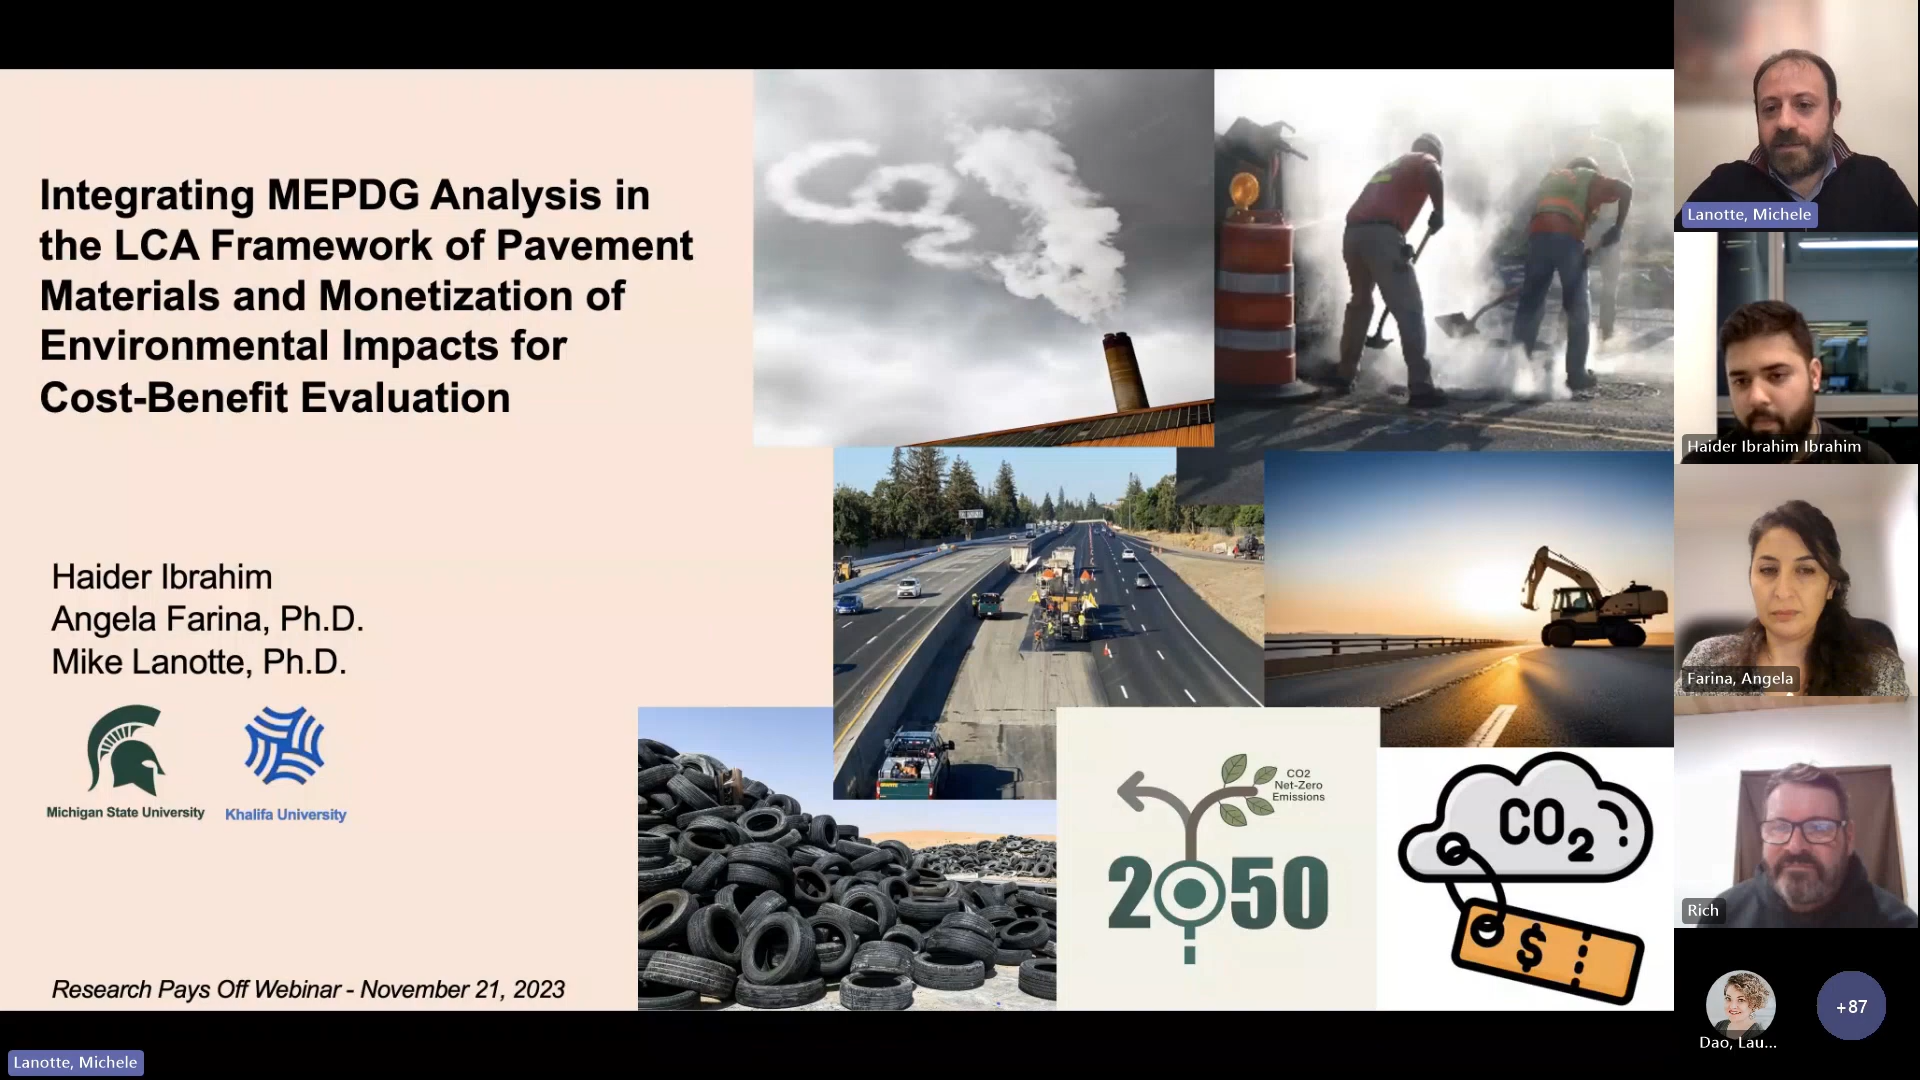 Integrating MEPDG Analysis in
the LCA Framework of Pavement
Materials and Monetization of
Environmental Impacts for
Cost-Benefit Evaluation
Haider Ibrahim
Angela Farina, Ph.D.
Mike Lanotte, Ph.D.
Michigan State University
Khalifa University
Research Pays Off Webinar - November 21, 2023
CO2
CO2
Net-Zero
Emissions
2050
CO2
$
Lanotte, Michele
Haider Ibrahim Ibrahim
Farina, Angela
Rich
Dao, Lau...
+87
Lanotte, Michele